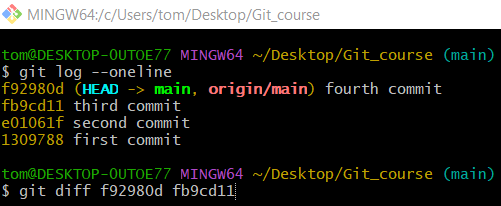 MINGW64:/c/Users/tom/Desktop/Git_course
tom@DESKTOP-OUTOE77 MINGW64 ~/Desktop/Git_course (main)
$ git log --oneline
f92980d (HEAD -> main, origin/main) fourth commit
fb9cd11 third commit
e01061f second commit
1309788 first commit
tom@DESKTOP-OUTOE77 MINGW64 ~/Desktop/Git_course (main)
$ git diff f92980d fb9cd11